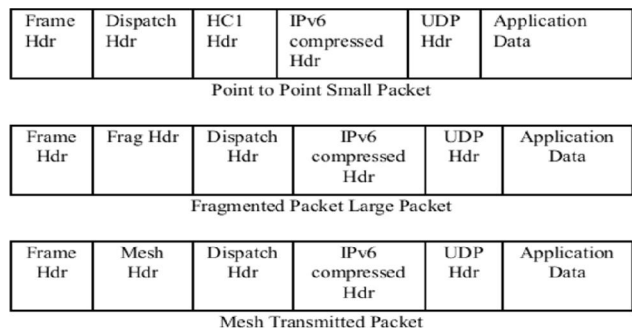 Frame Dispatch HC1 IPv6 UDP Application
Hdr Hdr Hdr compressed Hdr Data
Hdr
Point to Point Small Packet
Frame Frag Hdr Dispatch IPv6 UDP Application
Hdr Hdr compressed Hdr Data
Hdr
Fragmented Packet Large Packet
Frame Mesh Dispatch IPv6 UDP Application
Hdr Hdr Hdr compressed Hdr Data
Hdr
Mesh Transmitted Packet